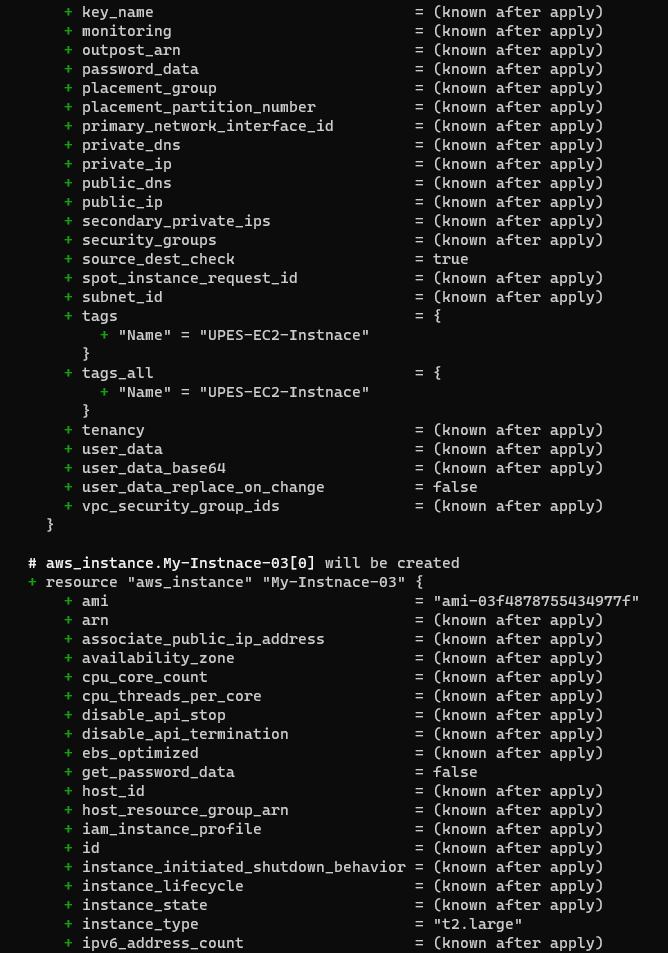 + key_name = (known after apply)
+ monitoring = (known after apply)
+ outpost_arn = (known after apply)
+ password_data = (known after apply)
+ placement_group = (known after apply)
+ placement_partition_number = (known after apply)
+ primary_network_interface_id = (known after apply)
+ private_dns = (known after apply)
+ private_ip = (known after apply)
+ public_dns = (known after apply)
+ public_ip = (known after apply)
+ secondary_private_ips = (known after apply)
+ security_groups = (known after apply)
+ source_dest_check = true
+ spot_instance_request_id = (known after apply)
+ subnet_id = (known after apply)
+ tags = {
+ "Name" = "UPES-EC2-Instnace"
}
+ tags_all = {
+ "Name" = "UPES-EC2-Instnace"
}
+ tenancy = (known after apply)
+ user_data = (known after apply)
+ user_data_base64 = (known after apply)
+ user_data_replace_on_change = false
+ vpc_security_group_ids = (known after apply)
}
# aws_instance.My-Instnace-03[0] will be created
+ resource "aws_instance" "My-Instnace-03" {
+ ami = "ami-03f4878755434977f"
+ arn = (known after apply)
+ associate_public_ip_address = (known after apply)
+ availability_zone = (known after apply)
+ cpu_core_count = (known after apply)
+ cpu_threads_per_core = (known after apply)
+ disable_api_stop = (known after apply)
+ disable_api_termination = (known after apply)
+ ebs_optimized = (known after apply)
+ get_password_data = false
+ host_id = (known after apply)
+ host_resource_group_arn = (known after apply)
+ iam_instance_profile = (known after apply)
+ id = (known after apply)
+ instance_initiated_shutdown_behavior = (known after apply)
+ instance_lifecycle = (known after apply)
+ instance_state = (known after apply)
+ instance_type = "t2.large"
+ ipv6_address_count = (known after apply)